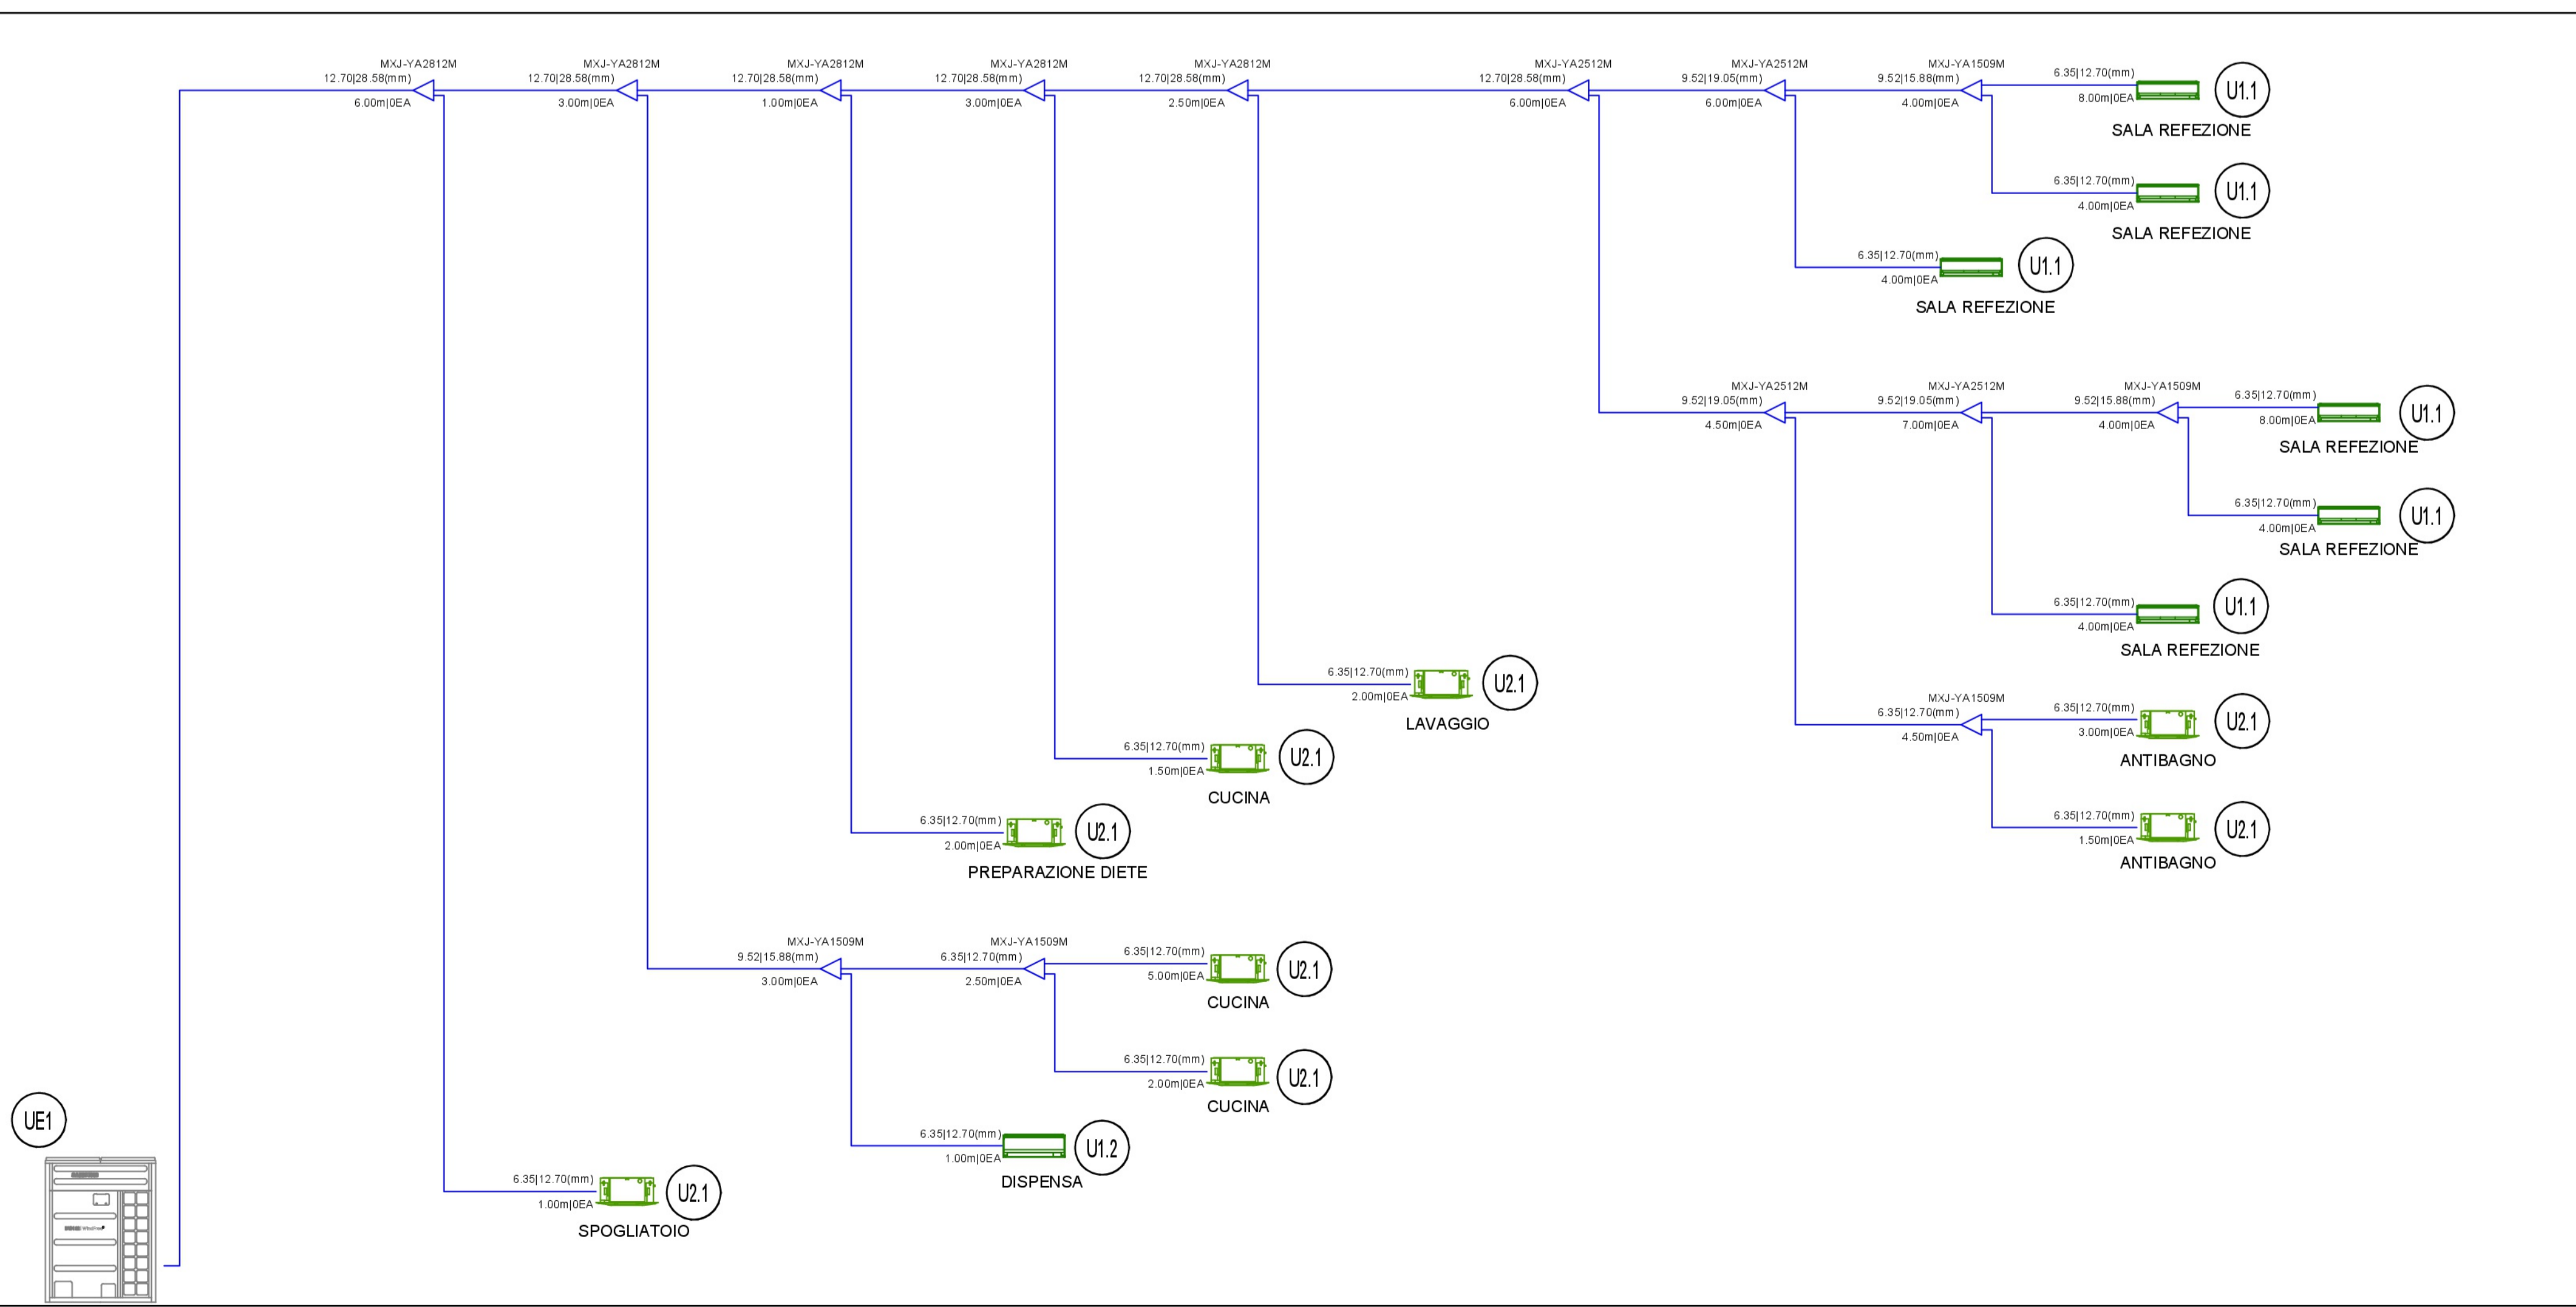 MXJ-YA2812M
12.70|28.58(mm)
6.00m|0EA
MXJ-YA2812M
12.70|28.58(mm)
3.00m|0EA
MXJ-YA2812M
12.70|28.58(mm)
1.00m|0EA
MXJ-YA2812M
12.70|28.58(mm)
3.00m|0EA
MXJ-YA2812M
12.70|28.58(mm)
2.50m|0EA
MXJ-YA2512M
12.70|28.58(mm)
6.00m|0EA
MXJ-YA2512M
9.52|19.05(mm)
6.00m|0EA
MXJ-YA1509M
9.52|15.88(mm)
4.00m|0EA
6.35|12.70(mm)
8.00m|0EA
U1.1
SALA REFEZIONE
6.35|12.70(mm)
4.00m|0EA
U1.1
SALA REFEZIONE
6.35|12.70(mm)
4.00m|0EA
U1.1
SALA REFEZIONE
MXJ-YA2512M
9.52|19.05(mm)
4.50m|0EA
MXJ-YA2512M
9.52|19.05(mm)
7.00m|0EA
MXJ-YA1509M
9.52|15.88(mm)
4.00m|0EA
6.35|12.70(mm)
8.00m|0EA
U1.1
SALA REFEZIONE
6.35|12.70(mm)
4.00m|0EA
U1.1
SALA REFEZIONE
6.35|12.70(mm)
4.00m|0EA
U1.1
SALA REFEZIONE
6.35|12.70(mm)
2.00m|0EA
U2.1
LAVAGGIO
MXJ-YA1509M
6.35|12.70(mm)
4.50m|0EA
6.35|12.70(mm)
3.00m|0EA
U2.1
ANTIBAGNO
6.35|12.70(mm)
1.50m|0EA
U2.1
ANTIBAGNO
6.35|12.70(mm)
1.50m|0EA
U2.1
CUCINA
6.35|12.70(mm)
2.00m|0EA
U2.1
PREPARAZIONE DIETE
MXJ-YA1509M
9.52|15.88(mm)
3.00m|0EA
MXJ-YA1509M
6.35|12.70(mm)
2.50m|0EA
6.35|12.70(mm)
5.00m|0EA
U2.1
CUCINA
6.35|12.70(mm)
2.00m|0EA
U2.1
CUCINA
6.35|12.70(mm)
1.00m|0EA
U1.2
DISPENSA
6.35|12.70(mm)
1.00m|0EA
U2.1
SPOGLIATOIO
UE1